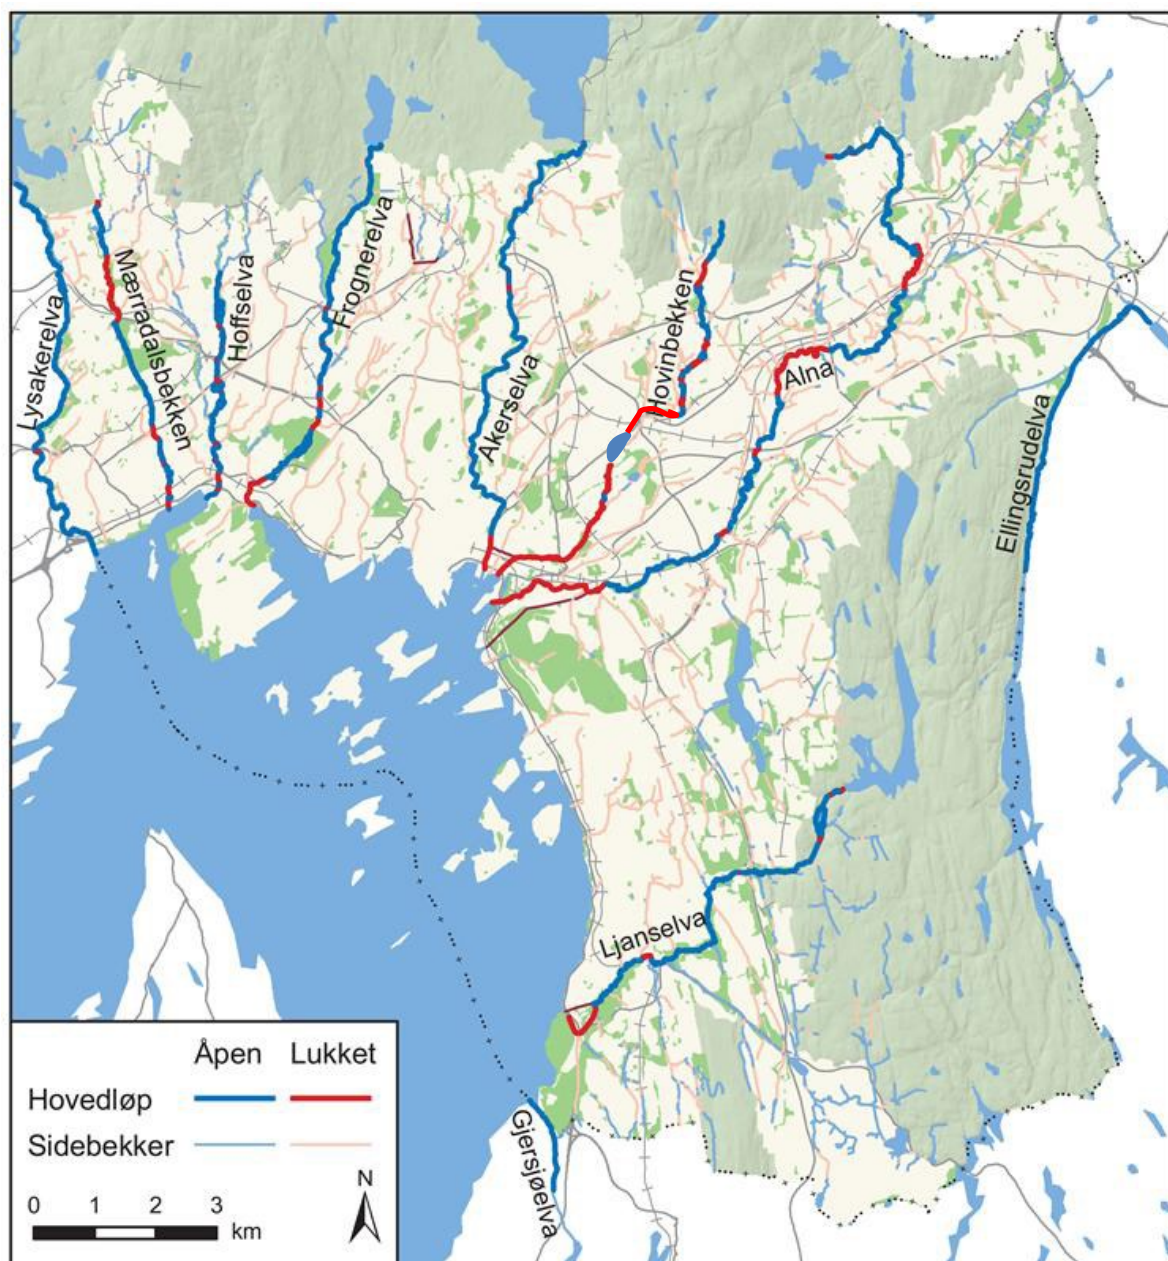 Lysakerelva
Mærradalsbekken
Hoffselva
Frognerelva
Akerselva
Hovinbekken
Alna
Ellingsrudelva
Ljanselva
Gjersjøelva
Åpen Lukket
Hovedløp
Sidebekker
N
0 1 2 3
km